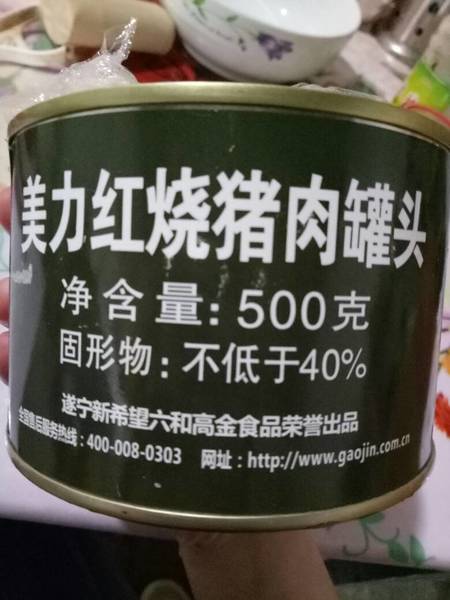 美力红烧猪肉罐头
净含量：500克
固形物：不低于40%
遂宁新希望六和高金食品荣誉出品
全国售后服务热线：400-008-0303 网址：http://www.gaojin.com.cn